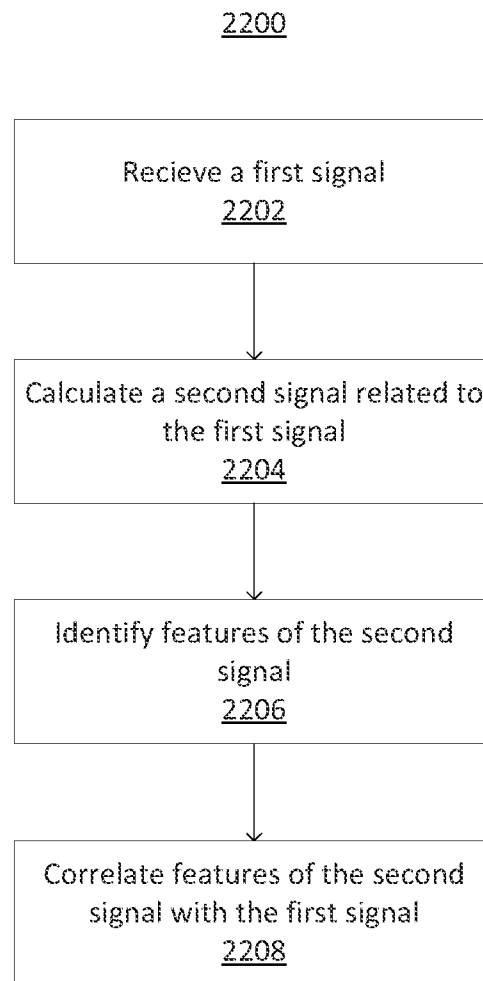 2200
Recieve a first signal
2202
Calculate a second signal related to
the first signal
2204
Identify features of the second
signal
2206
Correlate features of the second
signal with the first signal
2208